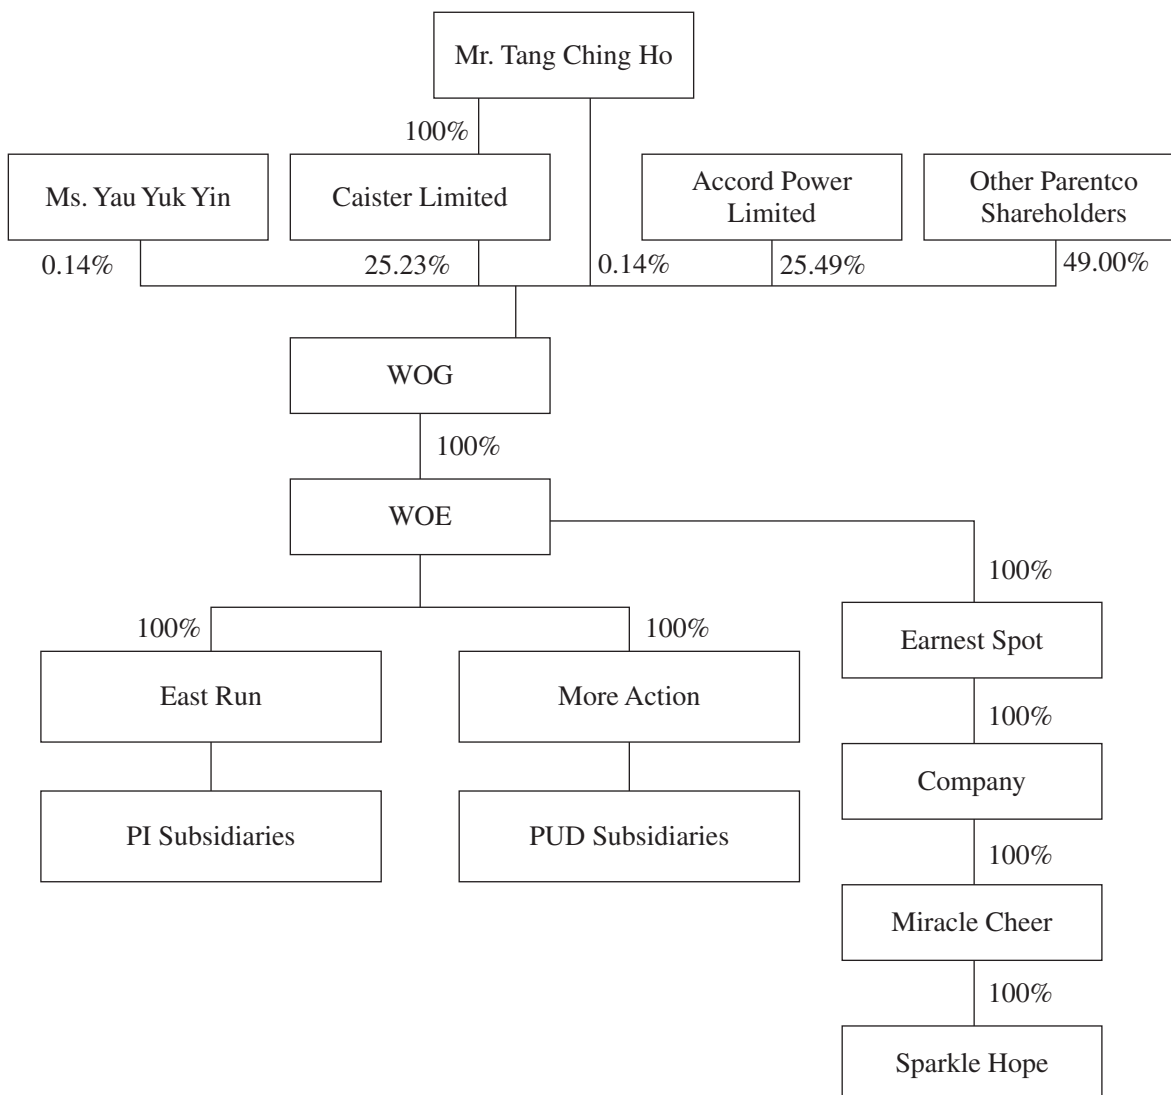 Mr. Tang Ching Ho
100%
Ms. Yau Yuk Yin
Caister Limited
Accord Power
Limited
Other Parentco
Shareholders
0.14%
25.23%
0.14%
25.49%
49.00%
WOG
100%
WOE
100%
100%
100%
Earnest Spot
East Run
More Action
100%
Company
PI Subsidiaries
PUD Subsidiaries
100%
Miracle Cheer
100%
Sparkle Hope